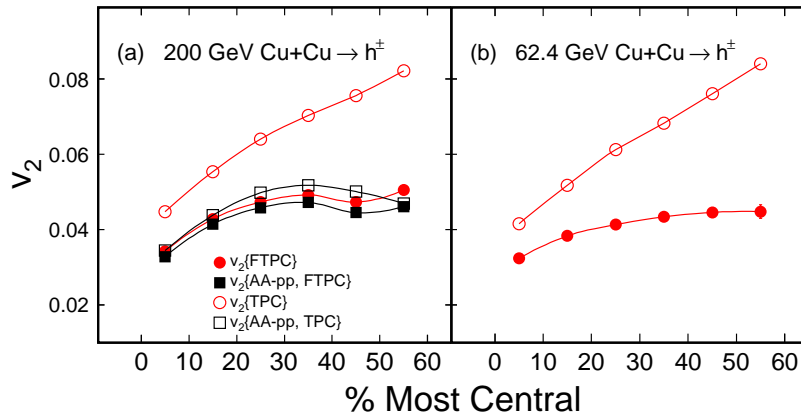 (a) 200 GeV Cu+Cu → h±
(b) 62.4 GeV Cu+Cu → h±
0.08
0.06
0.04
0.02
v2
v2{FTPC}
v2{AA-pp, FTPC}
v2{TPC}
v2{AA-pp, TPC}
0 10 20 30 40 50 60
0 10 20 30 40 50 60
% Most Central